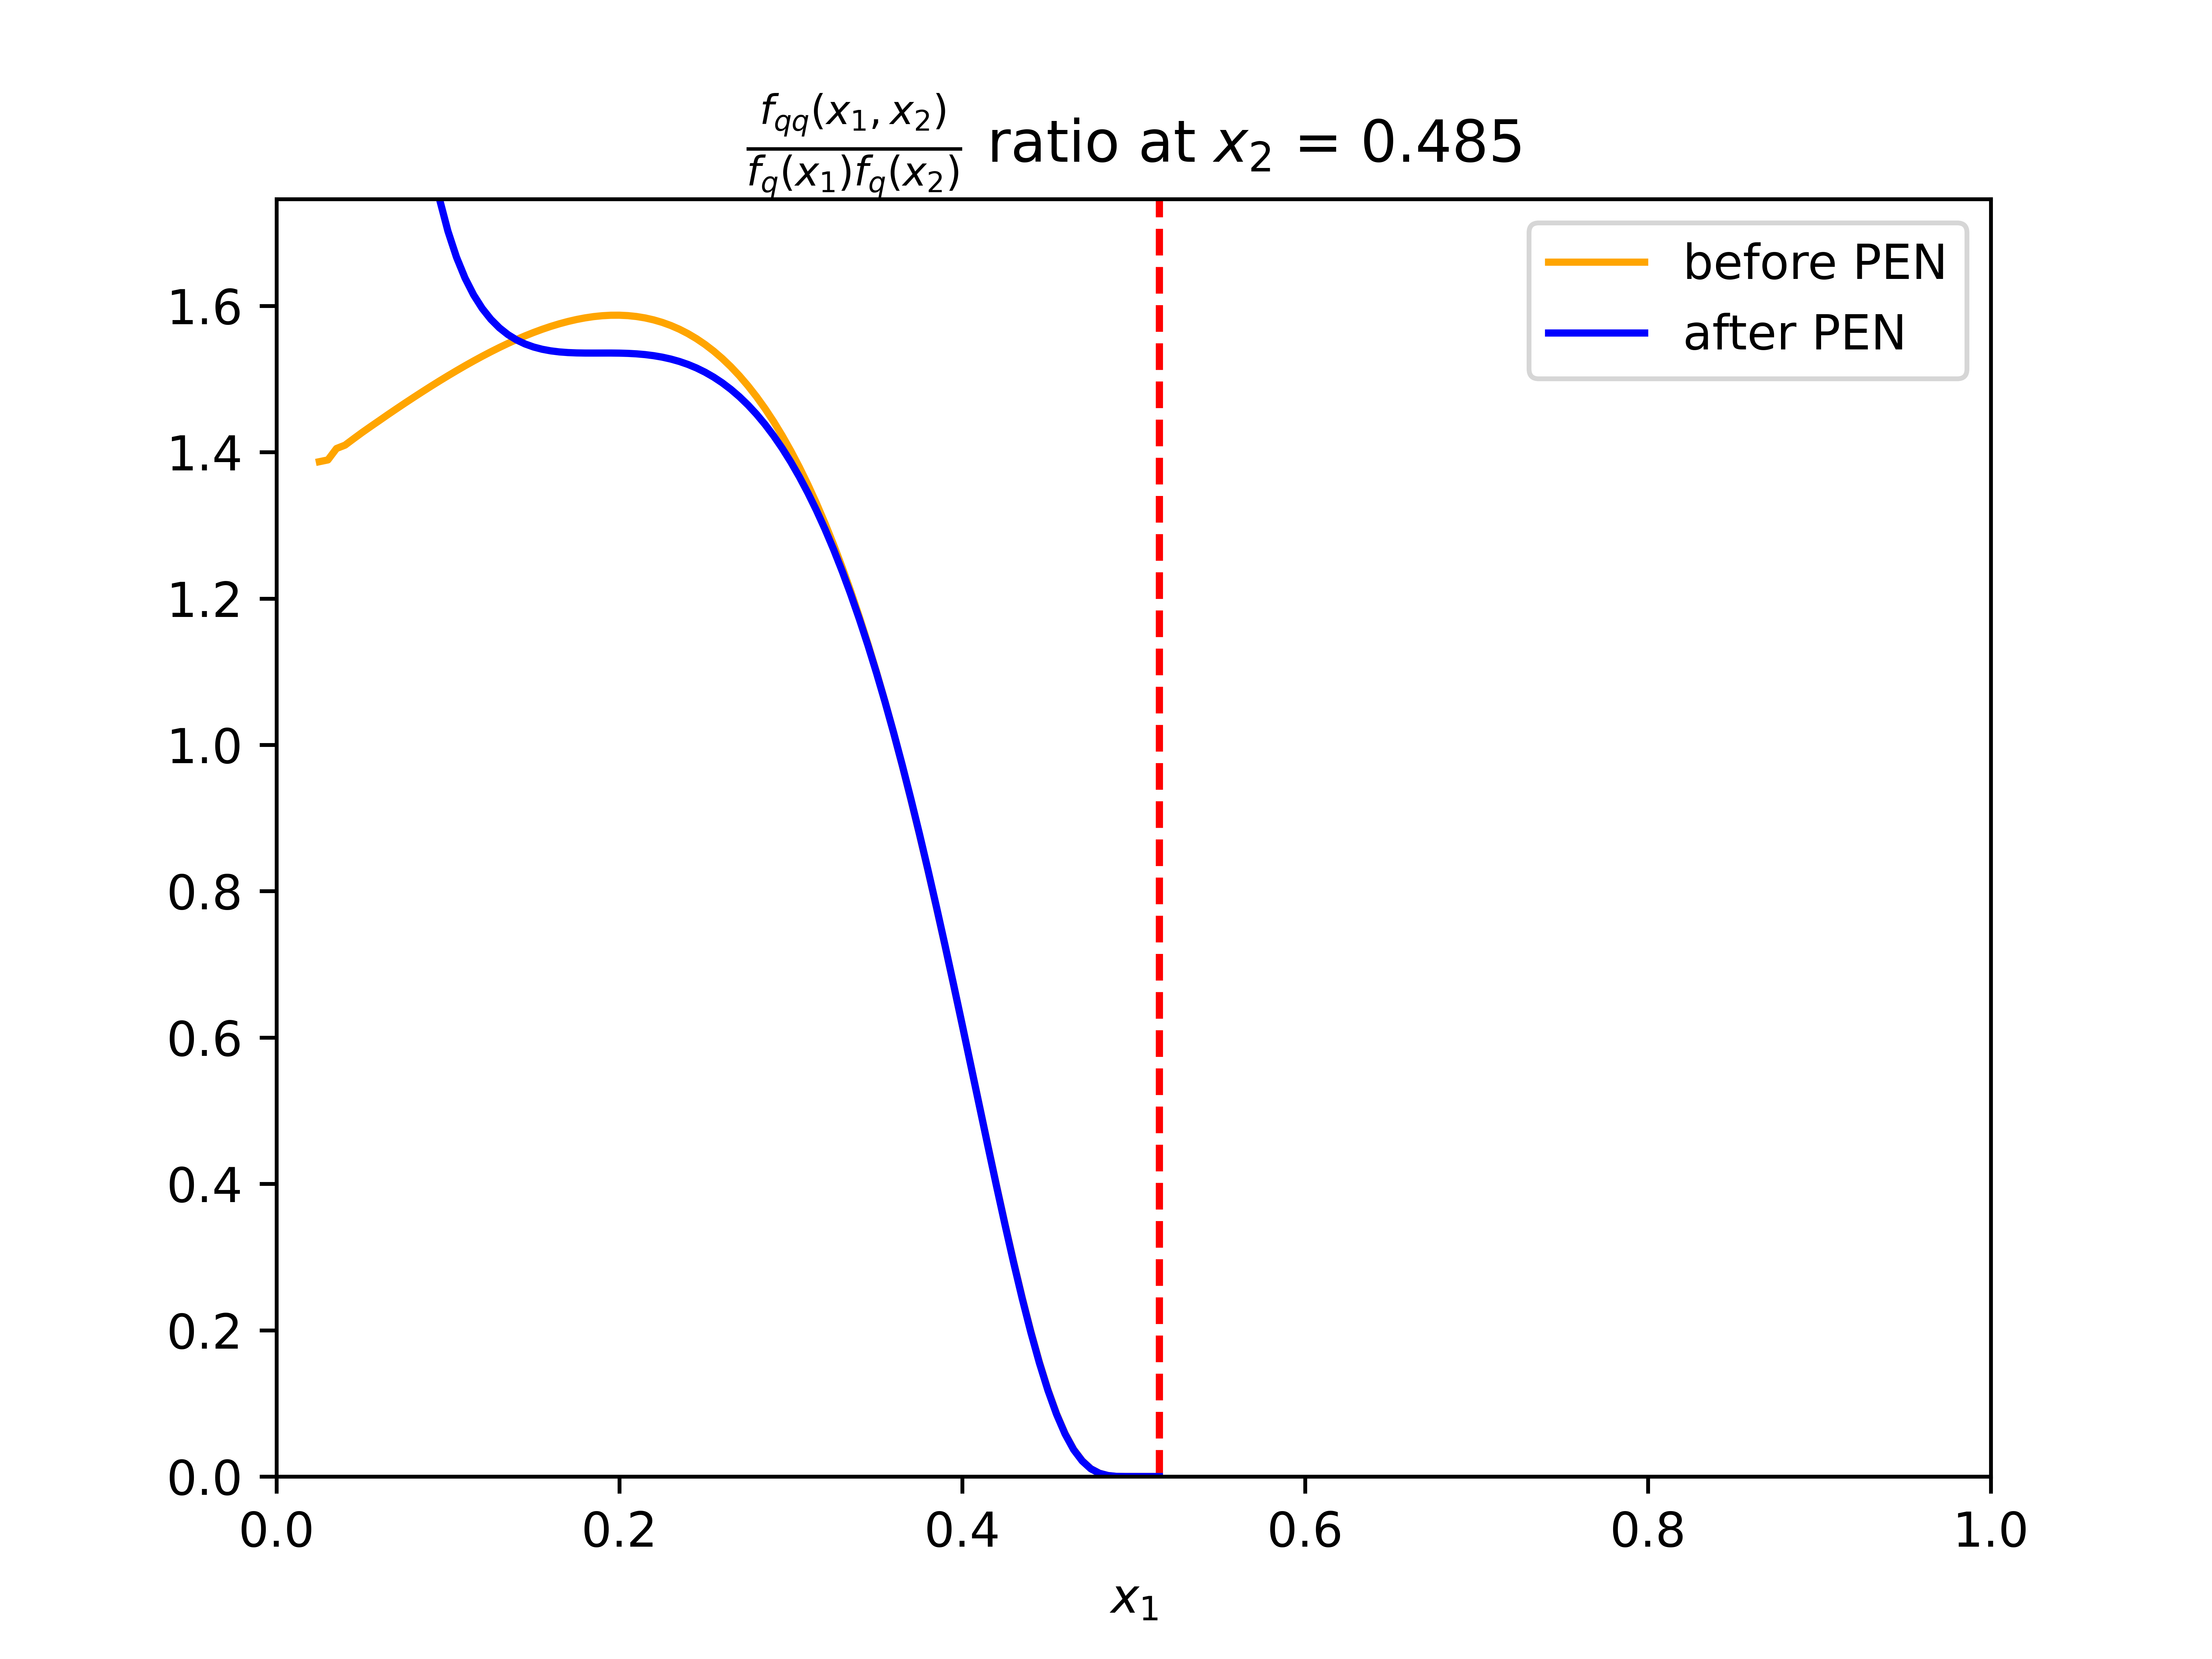 f_qq(x_1, x_2) / f_q(x_1)f_q(x_2) ratio at x_2 = 0.485
before PEN
after PEN
1.6
1.4
1.2
1.0
0.8
0.6
0.4
0.2
0.0
0.0 0.2 0.4 0.6 0.8 1.0
x_1